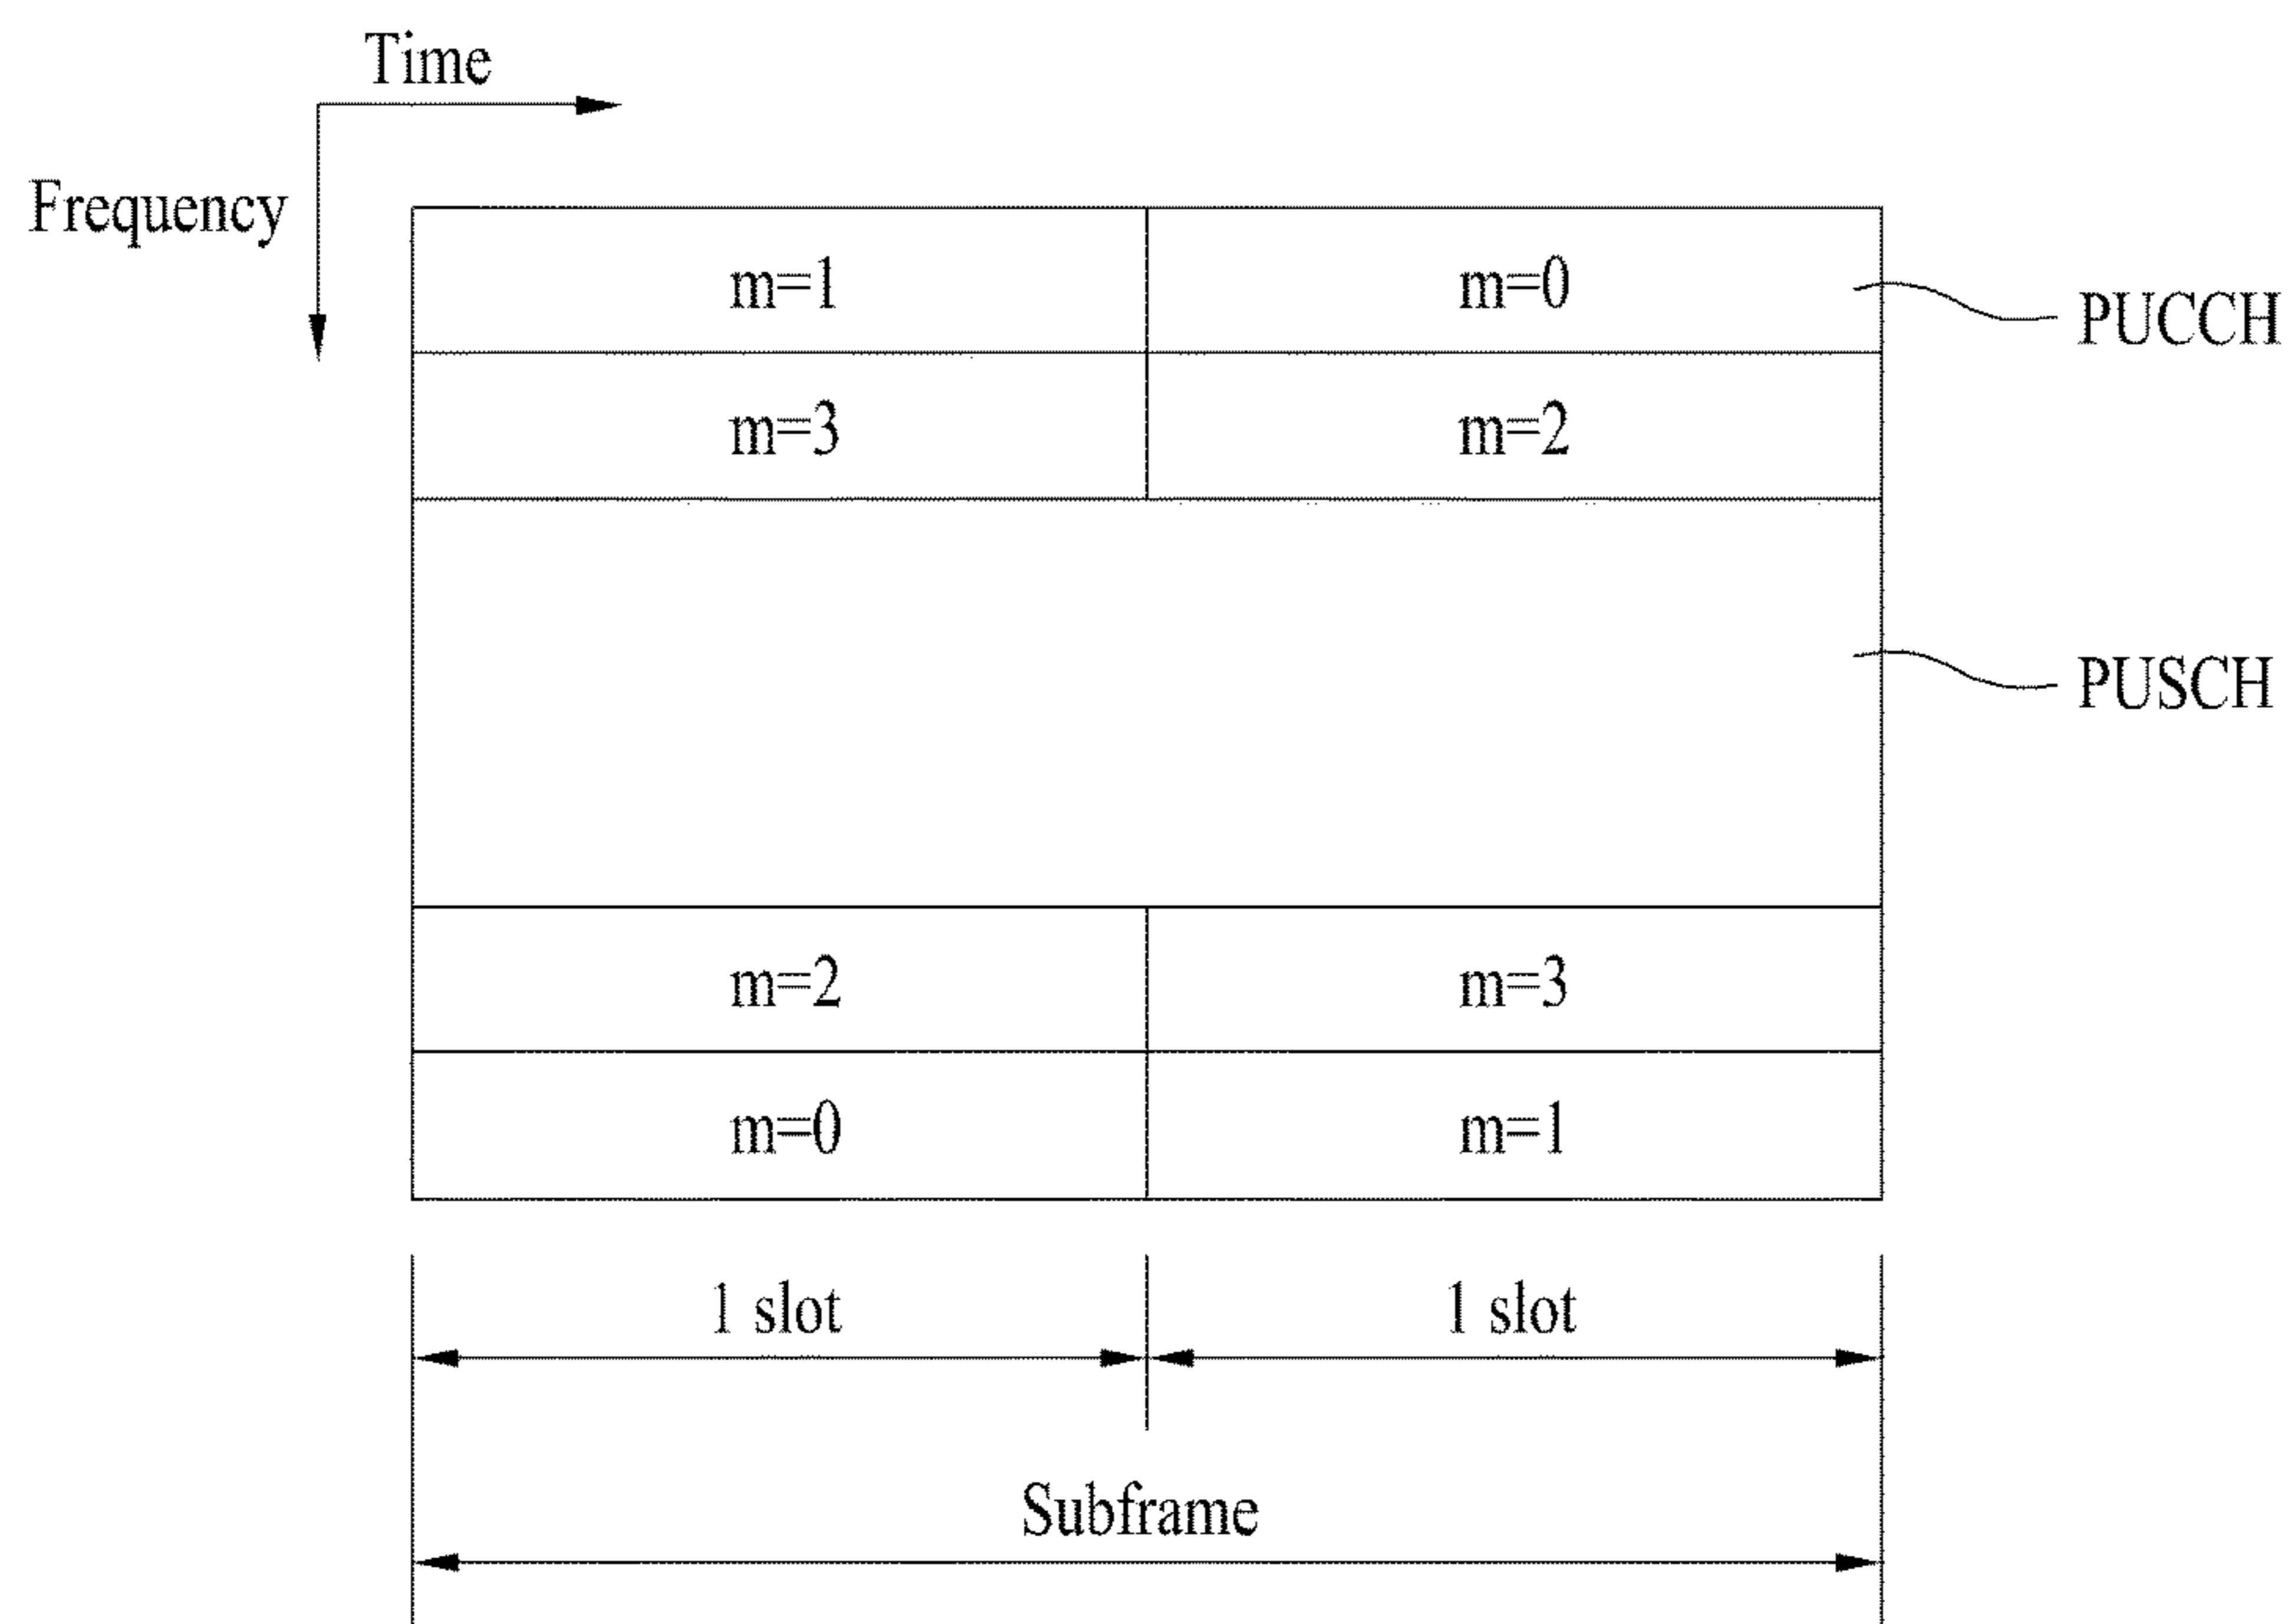 Time
Frequency
m=1 m=0
PUCCH
m=3 m=2
PUSCH
m=2 m=3
m=0 m=1
1 slot 1 slot
Subframe